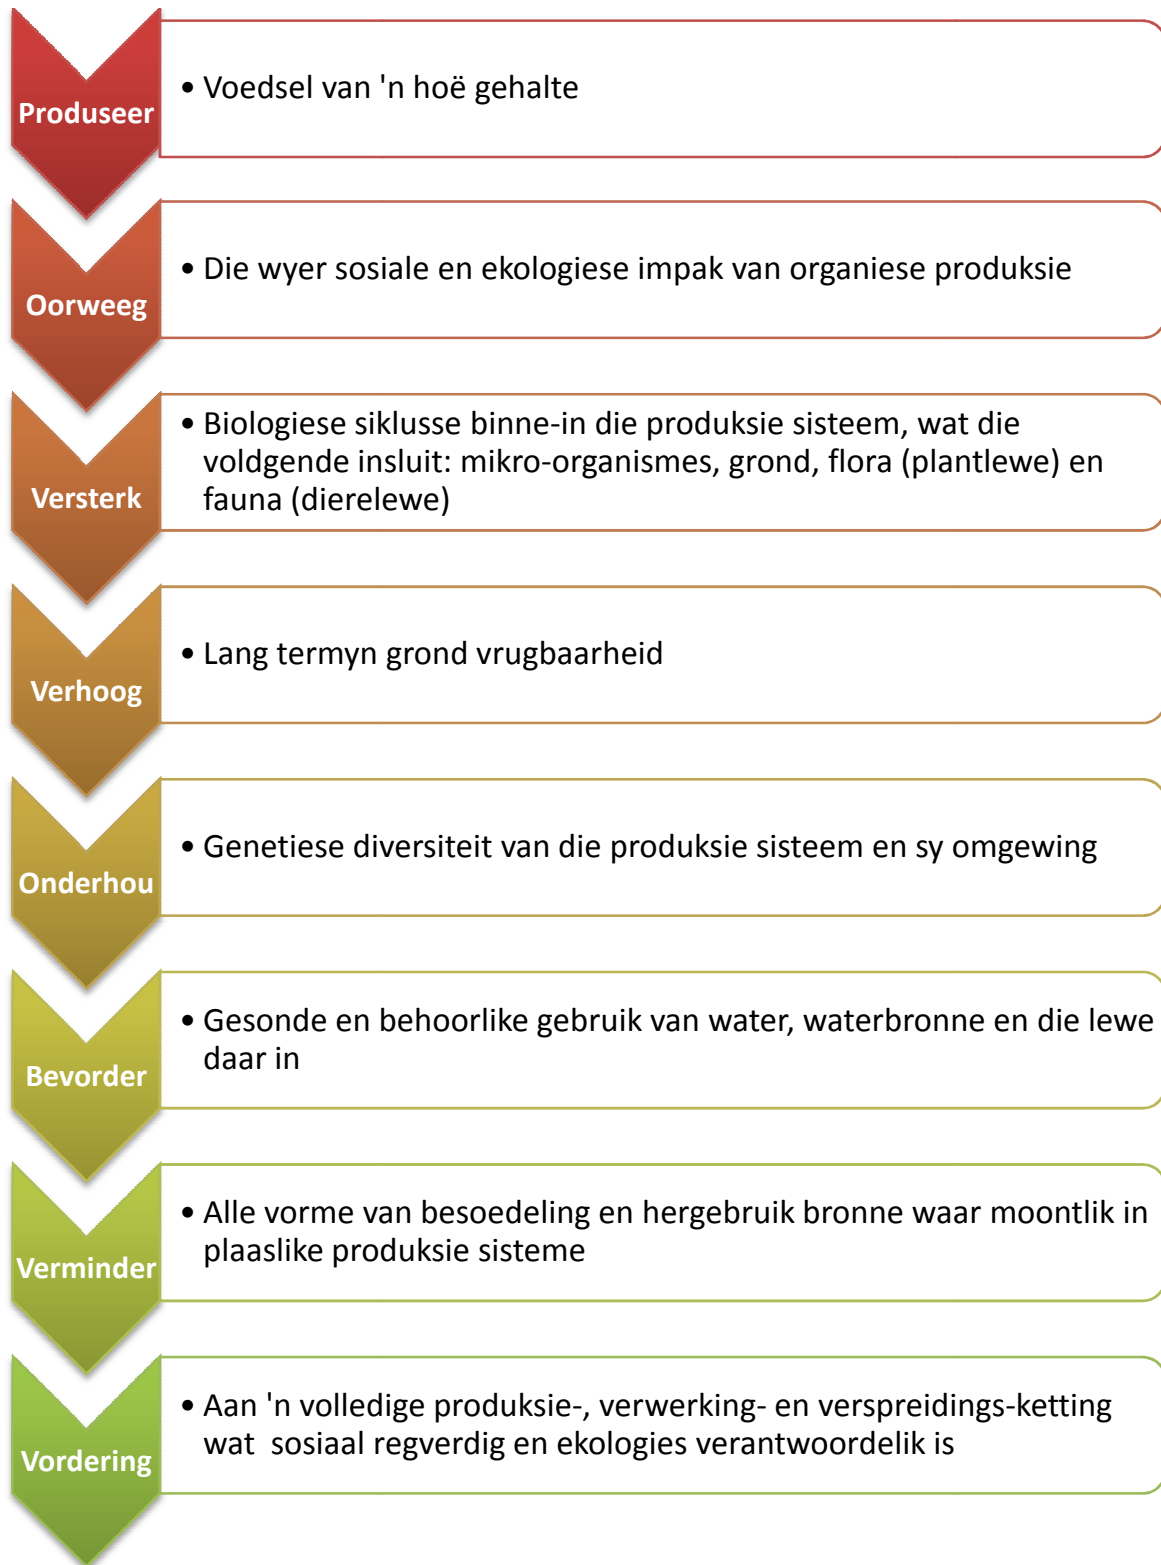 Produseer
• Voedsel van 'n hoë gehalte
Oorweeg
• Die wyer sosiale en ekologiese impak van organiese produksie
Versterk
• Biologiese siklusse binne-in die produksie sisteem, wat die
voldgende insluit: mikro-organismes, grond, flora (plantlewe) en
fauna (dierelewe)
Verhoog
• Lang termyn grond vrugbaarheid
Onderhou
• Genetiese diversiteit van die produksie sisteem en sy omgewing
Bevorder
• Gesonde en behoorlike gebruik van water, waterbronne en die lewe
daar in
Verminder
• Alle vorme van besoedeling en hergebruik bronne waar moontlik in
plaaslike produksie sisteme
Vordering
• Aan 'n volledige produksie-, verwerking- en verspreidings-ketting
wat  sosiaal regverdig en ekologies verantwoordelik is